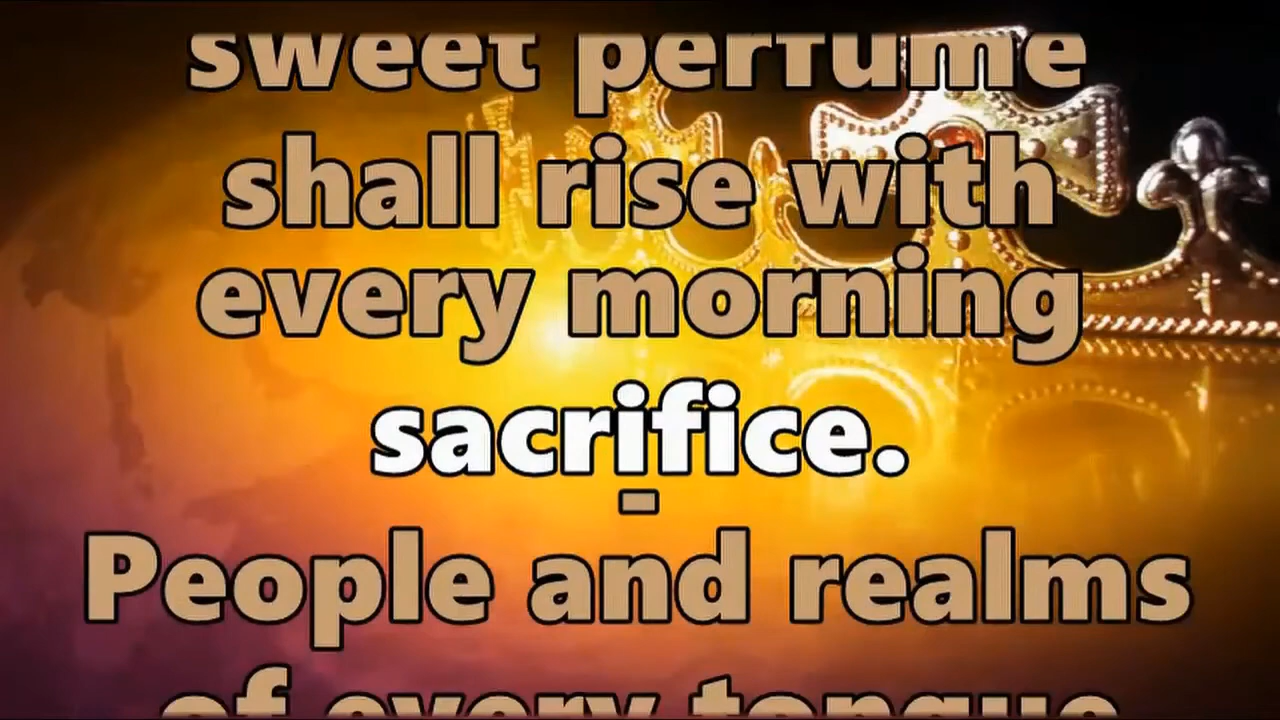 sweet perfume
shall rise with
every morning
sacrifice.
-
People and realms
of every tongue